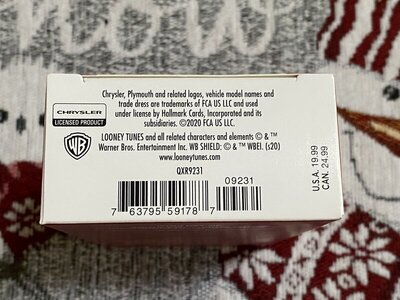 Chrysler, Plymouth and related logos, vehicle model names and
trade dress are trademarks of FCA US LLC and used
under license by Hallmark Cards, Incorporated and its
subsidiaries. ©2020 FCA US LLC.
CHRYSLER
LICENSED PRODUCT
WB
LOONEY TUNES and all related characters and elements © & ™
Warner Bros. Entertainment Inc. WB SHIELD: © & ™ WBEI. (s20)
www.looneytunes.com
QXR9231
09231
7 63795 59178 7
U.S.A. 19.99
CAN. 24.99